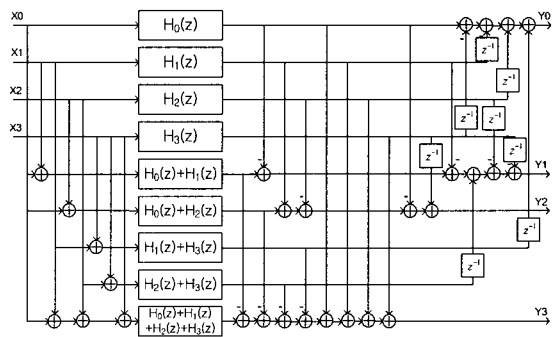 X0 H₀(z) Y0
X1 H₁(z)
z⁻¹
X2 H₂(z) z⁻¹
X3 H₃(z) z⁻¹ z⁻¹
z⁻¹ z⁻¹
H₀(z)+H₁(z) Y1
H₀(z)+H₂(z) Y2
H₁(z)+H₃(z) z⁻¹
H₂(z)+H₃(z) z⁻¹
H₀(z)+H₁(z)
+H₂(z)+H₃(z) Y3